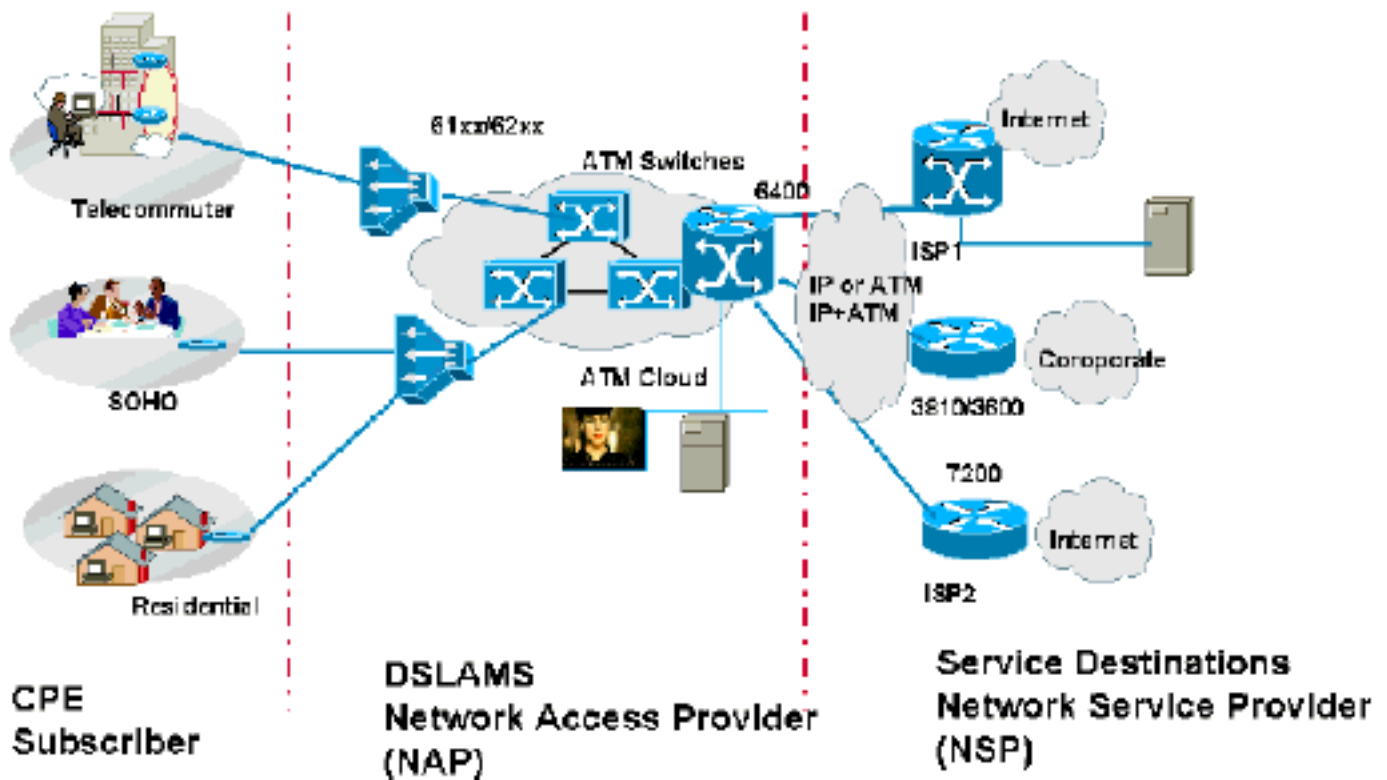 61xx/62xx
ATM Switches
6400
Internet
Telecommuter
ISP1
IP or ATM
IP+ATM
Coroporate
ATM Cloud
SOHO
3810/3600
7200
Internet
ISP2
Residential
CPE
Subscriber
DSLAMS
Network Access Provider
(NAP)
Service Destinations
Network Service Provider
(NSP)